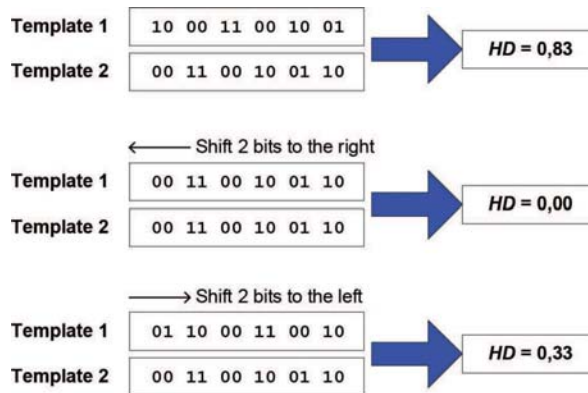 Template 1 10 00 11 00 10 01
HD = 0,83
Template 2 00 11 00 10 01 10
Shift 2 bits to the right
Template 1 00 11 00 10 01 10
HD = 0,00
Template 2 00 11 00 10 01 10
Shift 2 bits to the left
Template 1 01 10 00 11 00 10
HD = 0,33
Template 2 00 11 00 10 01 10